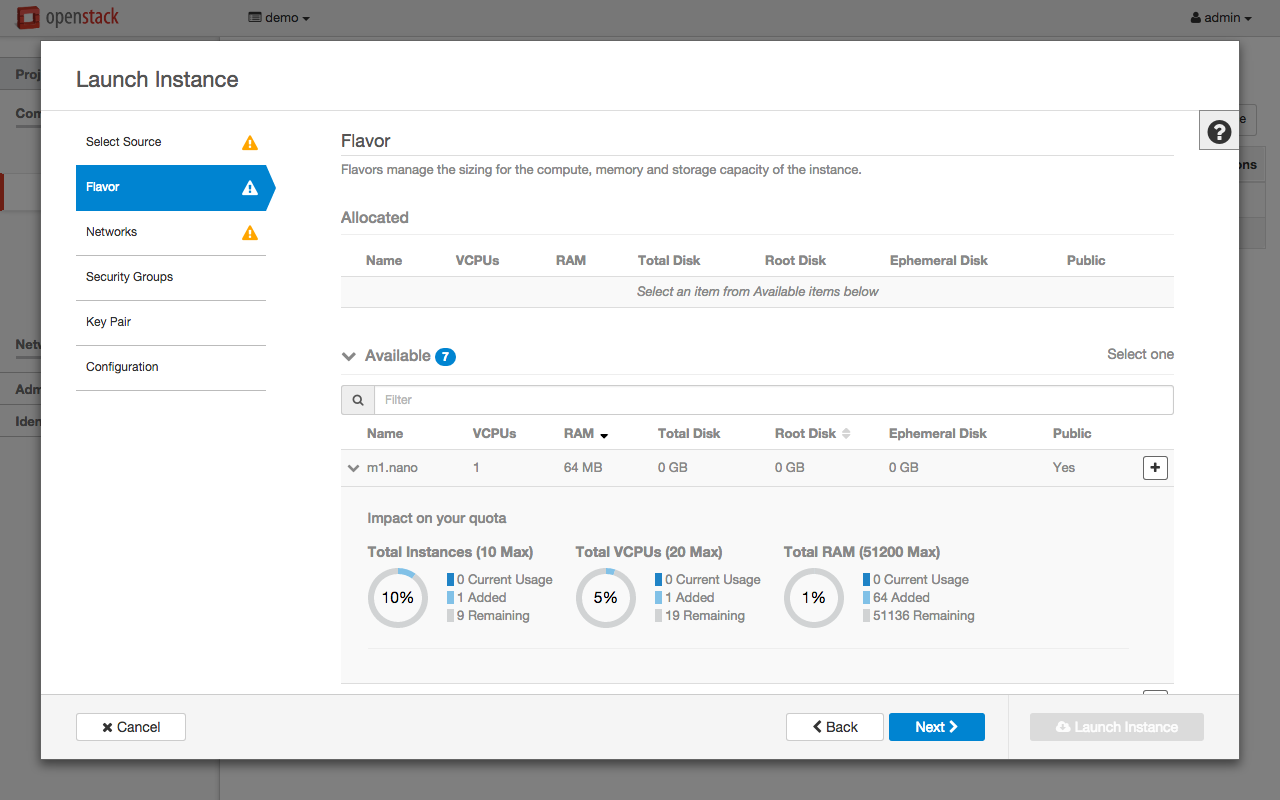 openstack
demo
admin
Proj
Com
Netw
Adm
Iden
e
ons
Launch Instance
Select Source
Flavor
Networks
Security Groups
Key Pair
Configuration
Flavor
Flavors manage the sizing for the compute, memory and storage capacity of the instance.
Allocated
Name VCPUs RAM Total Disk Root Disk Ephemeral Disk Public
Select an item from Available items below
Available 7
Select one
Filter
Name VCPUs RAM Total Disk Root Disk Ephemeral Disk Public
m1.nano 1 64 MB 0 GB 0 GB 0 GB Yes +
Impact on your quota
Total Instances (10 Max)
10%
0 Current Usage
1 Added
9 Remaining
Total VCPUs (20 Max)
5%
0 Current Usage
1 Added
19 Remaining
Total RAM (51200 Max)
1%
0 Current Usage
64 Added
51136 Remaining
Cancel
Back
Next
Launch Instance
?